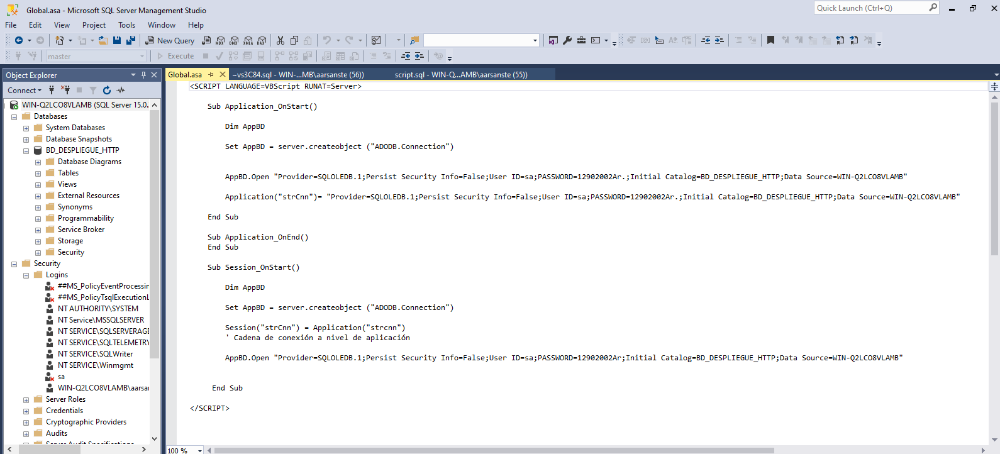 Global.asa - Microsoft SQL Server Management Studio
Quick Launch (Ctrl+Q)
File Edit View Project Tools Window Help
New Query
MDX DMX XMLA DAX
master
Execute
Object Explorer
Global.asa
~vs3C84.sql - WIN-...MB\aarsanste (56))
script.sql - WIN-Q...AMB\aarsanste (55))
Connect
WIN-Q2LCO8VLAMB (SQL Server 15.0..
Databases
System Databases
Database Snapshots
BD_DESPLIEGUE_HTTP
Database Diagrams
Tables
Views
External Resources
Synonyms
Programmability
Service Broker
Storage
Security
Security
Logins
##MS_PolicyEventProcessin
##MS_PolicyTsqlExecutionL
NT AUTHORITY\SYSTEM
NT Service\MSSQLSERVER
NT SERVICE\SQLSERVERAGE
NT SERVICE\SQLTELEMETRY
NT SERVICE\SQLWriter
NT SERVICE\Winmgmt
sa
WIN-Q2LCO8VLAMB\aarsan
Server Roles
Credentials
Cryptographic Providers
Audits
Server Audit Specifications
<SCRIPT LANGUAGE=VBScript RUNAT=Server>
Sub Application_OnStart()
Dim AppBD
Set AppBD = server.createobject ("ADODB.Connection")
AppBD.Open "Provider=SQLOLEDB.1;Persist Security Info=False;User ID=sa;PASSWORD=12902002Ar.;Initial Catalog=BD_DESPLIEGUE_HTTP;Data Source=WIN-Q2LCO8VLAMB"
Application("strCnn")= "Provider=SQLOLEDB.1;Persist Security Info=False;User ID=sa;PASSWORD=12902002Ar.;Initial Catalog=BD_DESPLIEGUE_HTTP;Data Source=WIN-Q2LCO8VLAMB"
End Sub
Sub Application_OnEnd()
End Sub
Sub Session_OnStart()
Dim AppBD
Set AppBD = server.createobject ("ADODB.Connection")
Session("strCnn") = Application("strcnn")
' Cadena de conexión a nivel de aplicación
AppBD.Open "Provider=SQLOLEDB.1;Persist Security Info=False;User ID=sa;PASSWORD=12902002Ar;Initial Catalog=BD_DESPLIEGUE_HTTP;Data Source=WIN-Q2LCO8VLAMB"
End Sub
</SCRIPT>
100 %